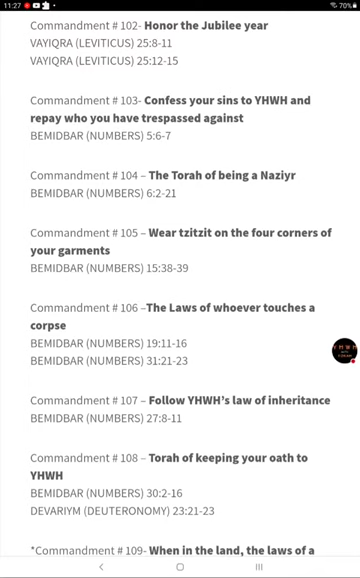 11:27
70%
Commandment # 102- Honor the Jubilee year
VAYIQRA (LEVITICUS) 25:8-11
VAYIQRA (LEVITICUS) 25:12-15
Commandment # 103- Confess your sins to YHWH and
repay who you have trespassed against
BEMIDBAR (NUMBERS) 5:6-7
Commandment # 104 – The Torah of being a Naziyr
BEMIDBAR (NUMBERS) 6:2-21
Commandment # 105 – Wear tzitzit on the four corners of
your garments
BEMIDBAR (NUMBERS) 15:38-39
Commandment # 106 –The Laws of whoever touches a
corpse
BEMIDBAR (NUMBERS) 19:11-16
BEMIDBAR (NUMBERS) 31:21-23
Commandment # 107 – Follow YHWH’s law of inheritance
BEMIDBAR (NUMBERS) 27:8-11
Commandment # 108 – Torah of keeping your oath to
YHWH
BEMIDBAR (NUMBERS) 30:2-16
DEVARIYM (DEUTERONOMY) 23:21-23
*Commandment # 109- When in the land, the laws of a